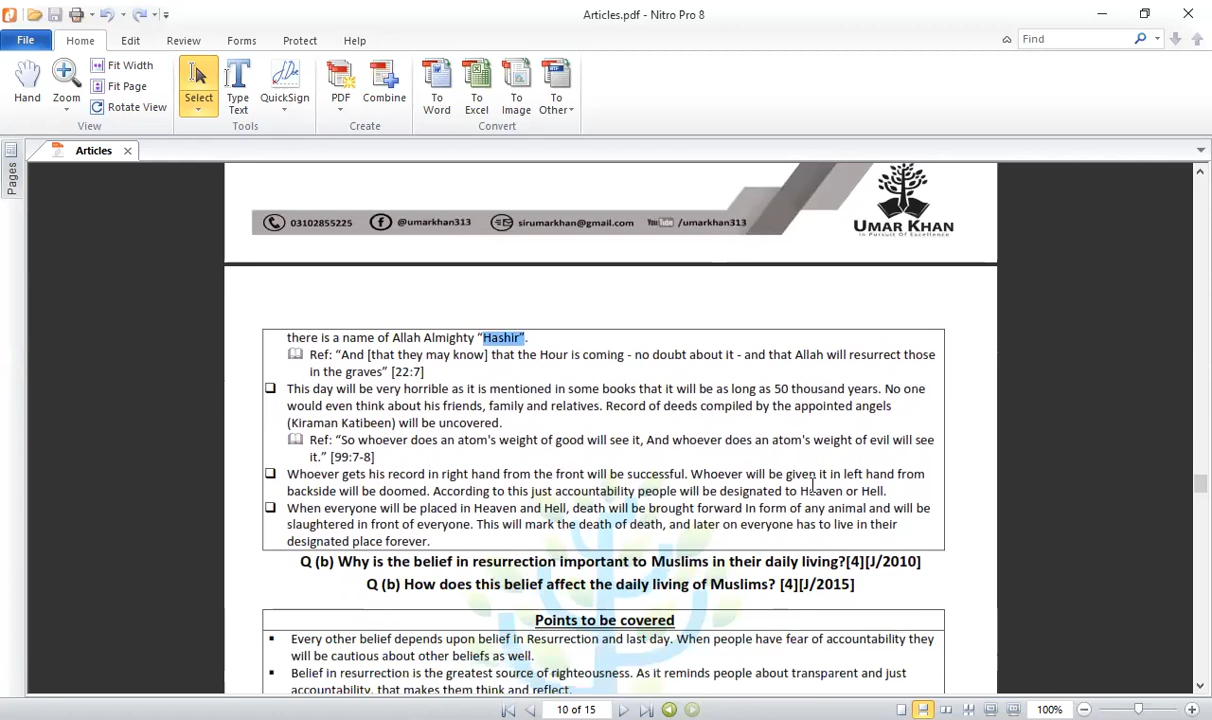 Articles.pdf - Nitro Pro 8
File Home Edit Review Forms Protect Help Find
Fit Width
Fit Page
Rotate View
Hand Zoom Select Type Text QuickSign PDF Combine To Word To Excel To Image To Other
View Tools Create Convert
Articles
Pages
03102855225 @umarkhan313 sirumarkhan@gmail.com YouTube /umarkhan313
UMAR KHAN
In Pursuit Of Excellence
there is a name of Allah Almighty “Hashir”.
Ref: “And [that they may know] that the Hour is coming - no doubt about it - and that Allah will resurrect those
in the graves” [22:7]
This day will be very horrible as it is mentioned in some books that it will be as long as 50 thousand years. No one
would even think about his friends, family and relatives. Record of deeds compiled by the appointed angels
(Kiraman Katibeen) will be uncovered.
Ref: “So whoever does an atom's weight of good will see it, And whoever does an atom's weight of evil will see
it.” [99:7-8]
Whoever gets his record in right hand from the front will be successful. Whoever will be given it in left hand from
backside will be doomed. According to this just accountability people will be designated to Heaven or Hell.
When everyone will be placed in Heaven and Hell, death will be brought forward In form of any animal and will be
slaughtered in front of everyone. This will mark the death of death, and later on everyone has to live in their
designated place forever.
Q (b) Why is the belief in resurrection important to Muslims in their daily living?[4][J/2010]
Q (b) How does this belief affect the daily living of Muslims? [4][J/2015]
Points to be covered
Every other belief depends upon belief in Resurrection and last day. When people have fear of accountability they
will be cautious about other beliefs as well.
Belief in resurrection is the greatest source of righteousness. As it reminds people about transparent and just
accountability, that makes them think and reflect.
10 of 15
100%